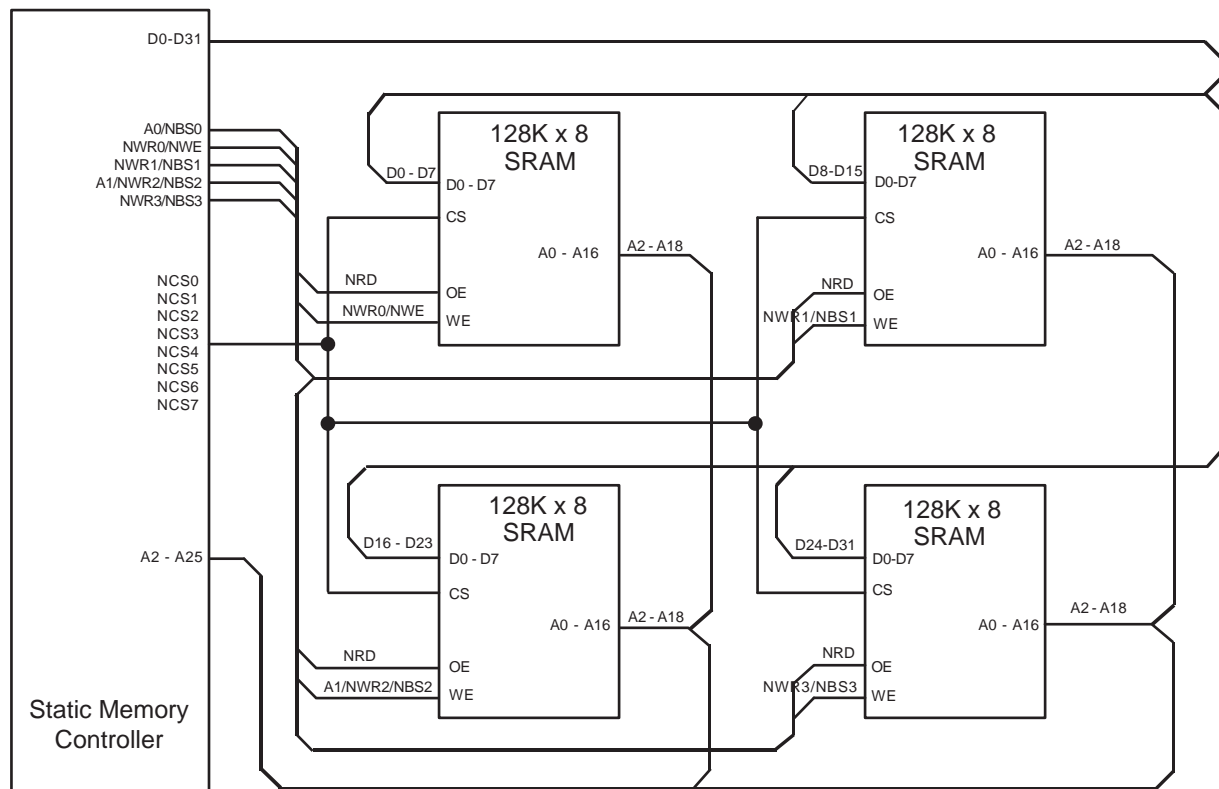 D0-D31
A0/NBS0
NWR0/NWE
NWR1/NBS1
A1/NWR2/NBS2
NWR3/NBS3
NCS0
NCS1
NCS2
NCS3
NCS4
NCS5
NCS6
NCS7
A2 - A25
Static Memory
Controller
128K x 8
SRAM
D0 - D7
D0 - D7
CS
A0 - A16
A2 - A18
NRD
OE
NWR0/NWE
WE
128K x 8
SRAM
D8-D15
D0-D7
CS
A0 - A16
A2 - A18
NRD
OE
NWR1/NBS1
WE
128K x 8
SRAM
D16 - D23
D0 - D7
CS
A0 - A16
A2 - A18
NRD
OE
A1/NWR2/NBS2
WE
128K x 8
SRAM
D24-D31
D0-D7
CS
A0 - A16
A2 - A18
NRD
OE
NWR3/NBS3
WE